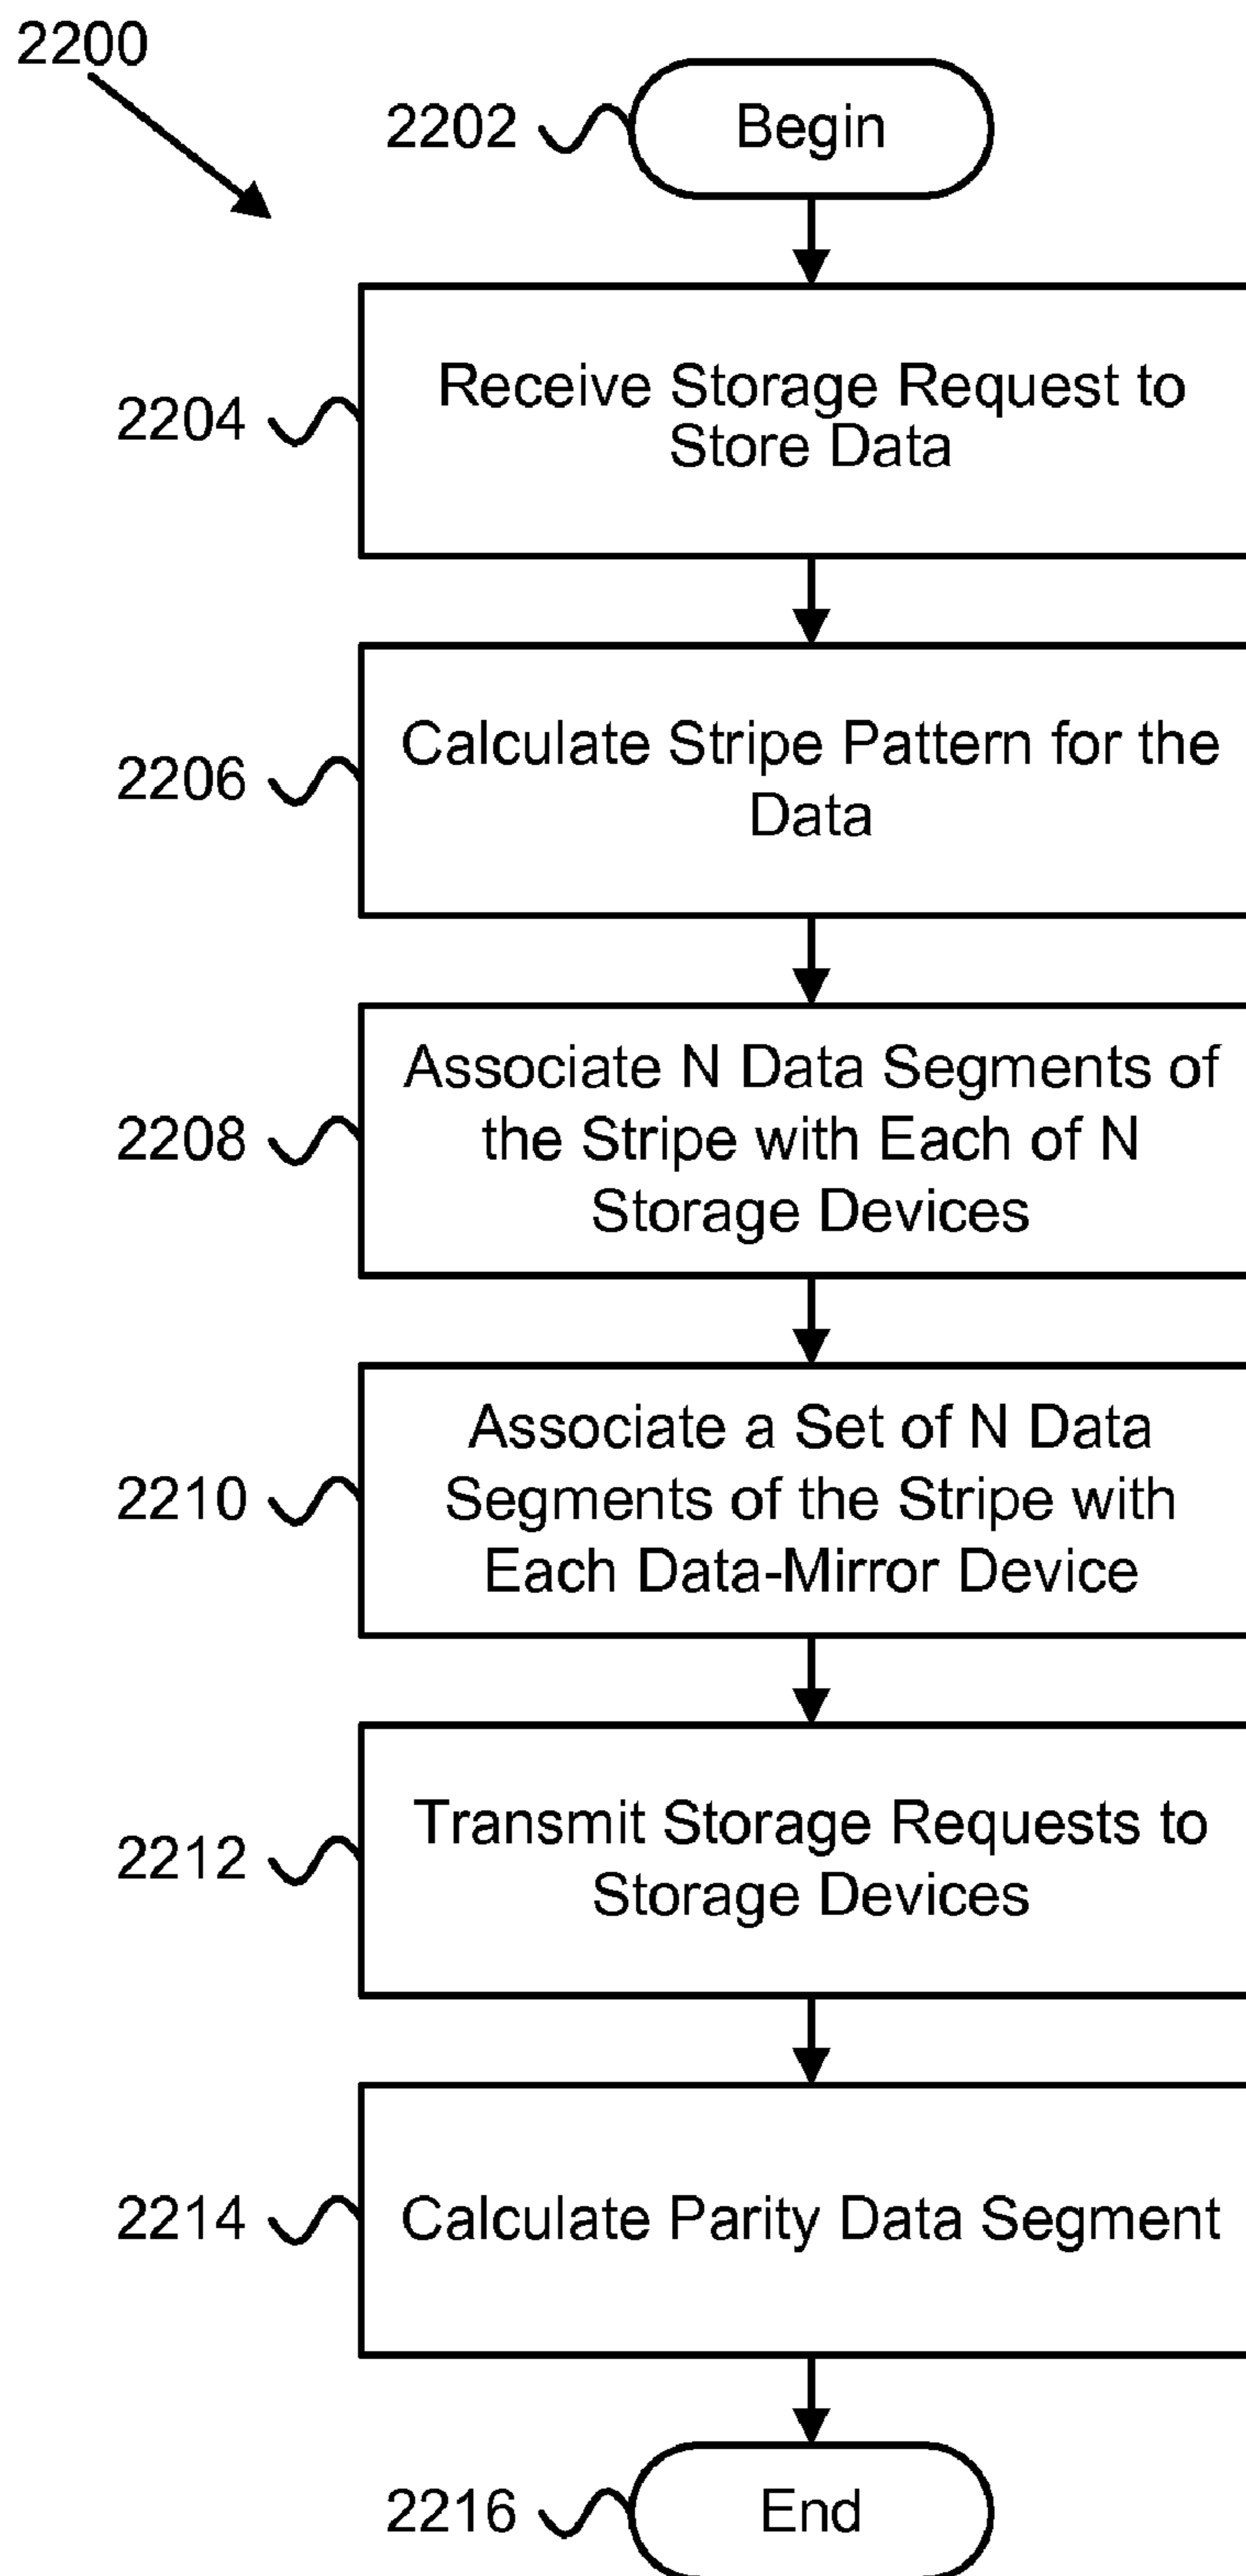 2200
2202
Begin
2204
Receive Storage Request to
Store Data
2206
Calculate Stripe Pattern for the
Data
2208
Associate N Data Segments of
the Stripe with Each of N
Storage Devices
2210
Associate a Set of N Data
Segments of the Stripe with
Each Data-Mirror Device
2212
Transmit Storage Requests to
Storage Devices
2214
Calculate Parity Data Segment
2216
End